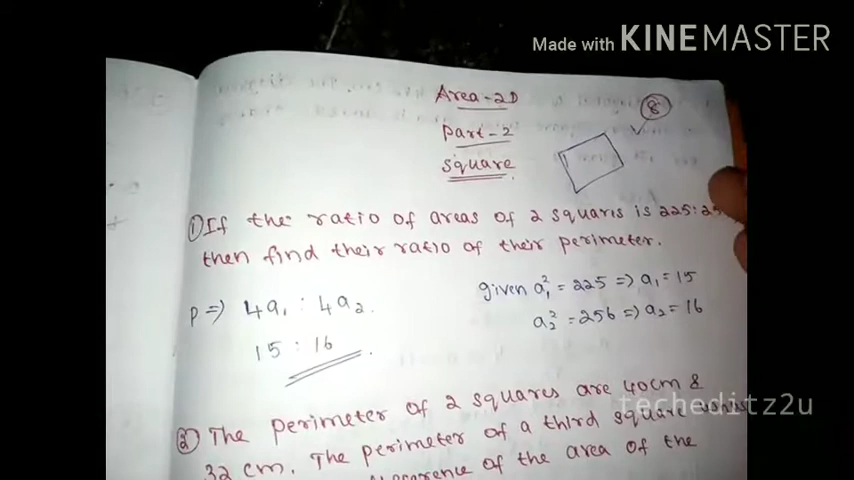 Made with KINEMASTER
Area-2D
Part-2
8
Square
① If the ratio of areas of 2 squares is 225:25
then find their ratio of their perimeter.
given a₁² = 225 => a₁ = 15
P => 4a₁ : 4a₂
a₂² = 256 => a₂ = 16
15 : 16
② The perimeter of 2 squares are 40cm &
techeditz2u
32 cm. The perimeter of a third square
of the area of the